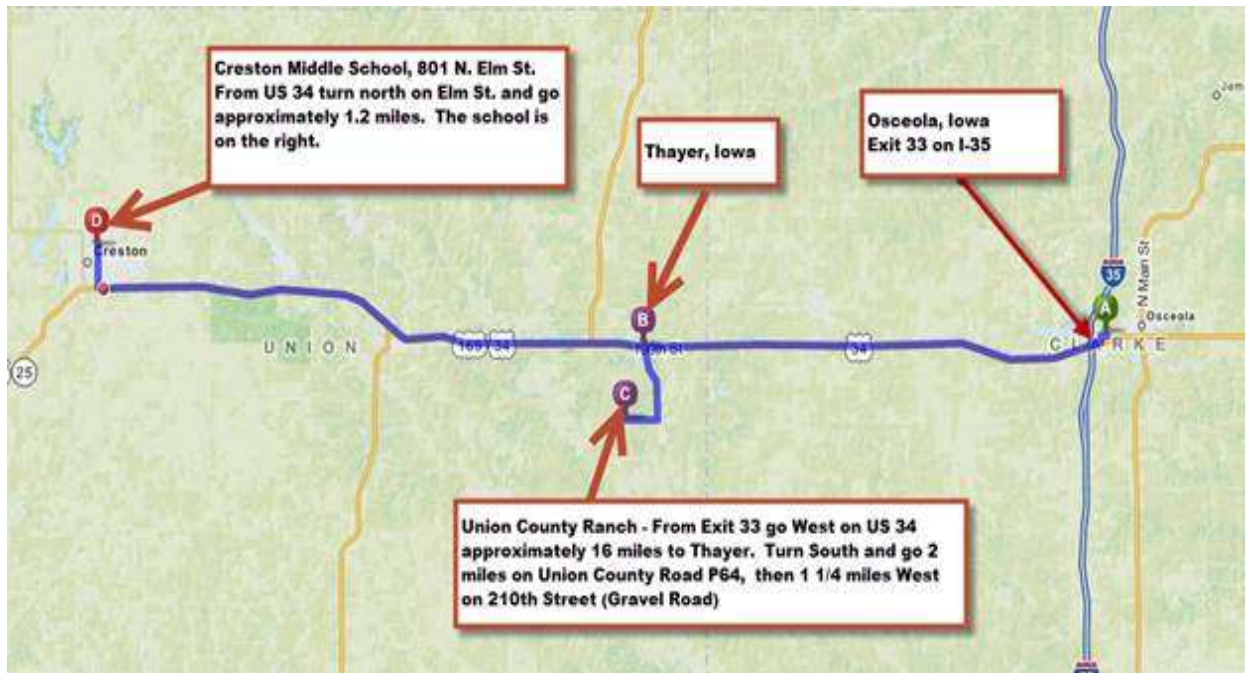 Creston Middle School, 801 N. Elm St.
From US 34 turn north on Elm St. and go
approximately 1.2 miles. The school is
on the right.
Thayer, Iowa
Osceola, Iowa
Exit 33 on I-35
D
Creston
35
N Main St
A
Osceola
B
UNION
169
34
34
CL RKE
25
C
Union County Ranch - From Exit 33 go West on US 34
approximately 16 miles to Thayer. Turn South and go 2
miles on Union County Road P64, then 1 1/4 miles West
on 210th Street (Gravel Road)